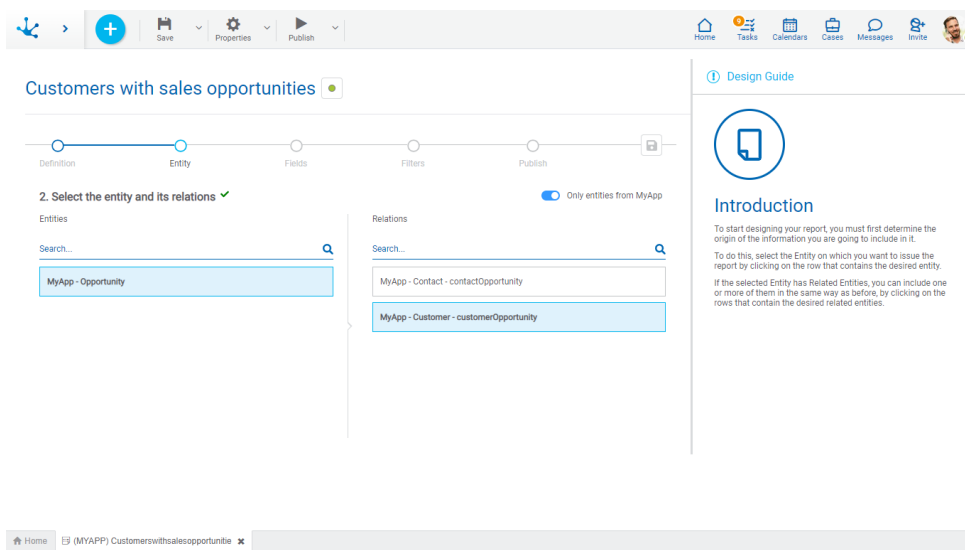 Save
Properties
Publish
Home
9
Tasks
Calendars
Cases
Messages
Invite
Customers with sales opportunities
Definition
Entity
Fields
Filters
Publish
2. Select the entity and its relations
Only entities from MyApp
Entities
Search...
MyApp - Opportunity
Relations
Search...
MyApp - Contact - contactOpportunity
MyApp - Customer - customerOpportunity
Design Guide
Introduction
To start designing your report, you must first determine the
origin of the information you are going to include in it.
To do this, select the Entity on which you want to issue the
report by clicking on the row that contains the desired entity.
If the selected Entity has Related Entities, you can include one
or more of them in the same way as before, by clicking on the
rows that contain the desired related entities.
Home
(MYAPP) Customerswithsalesopportunitie